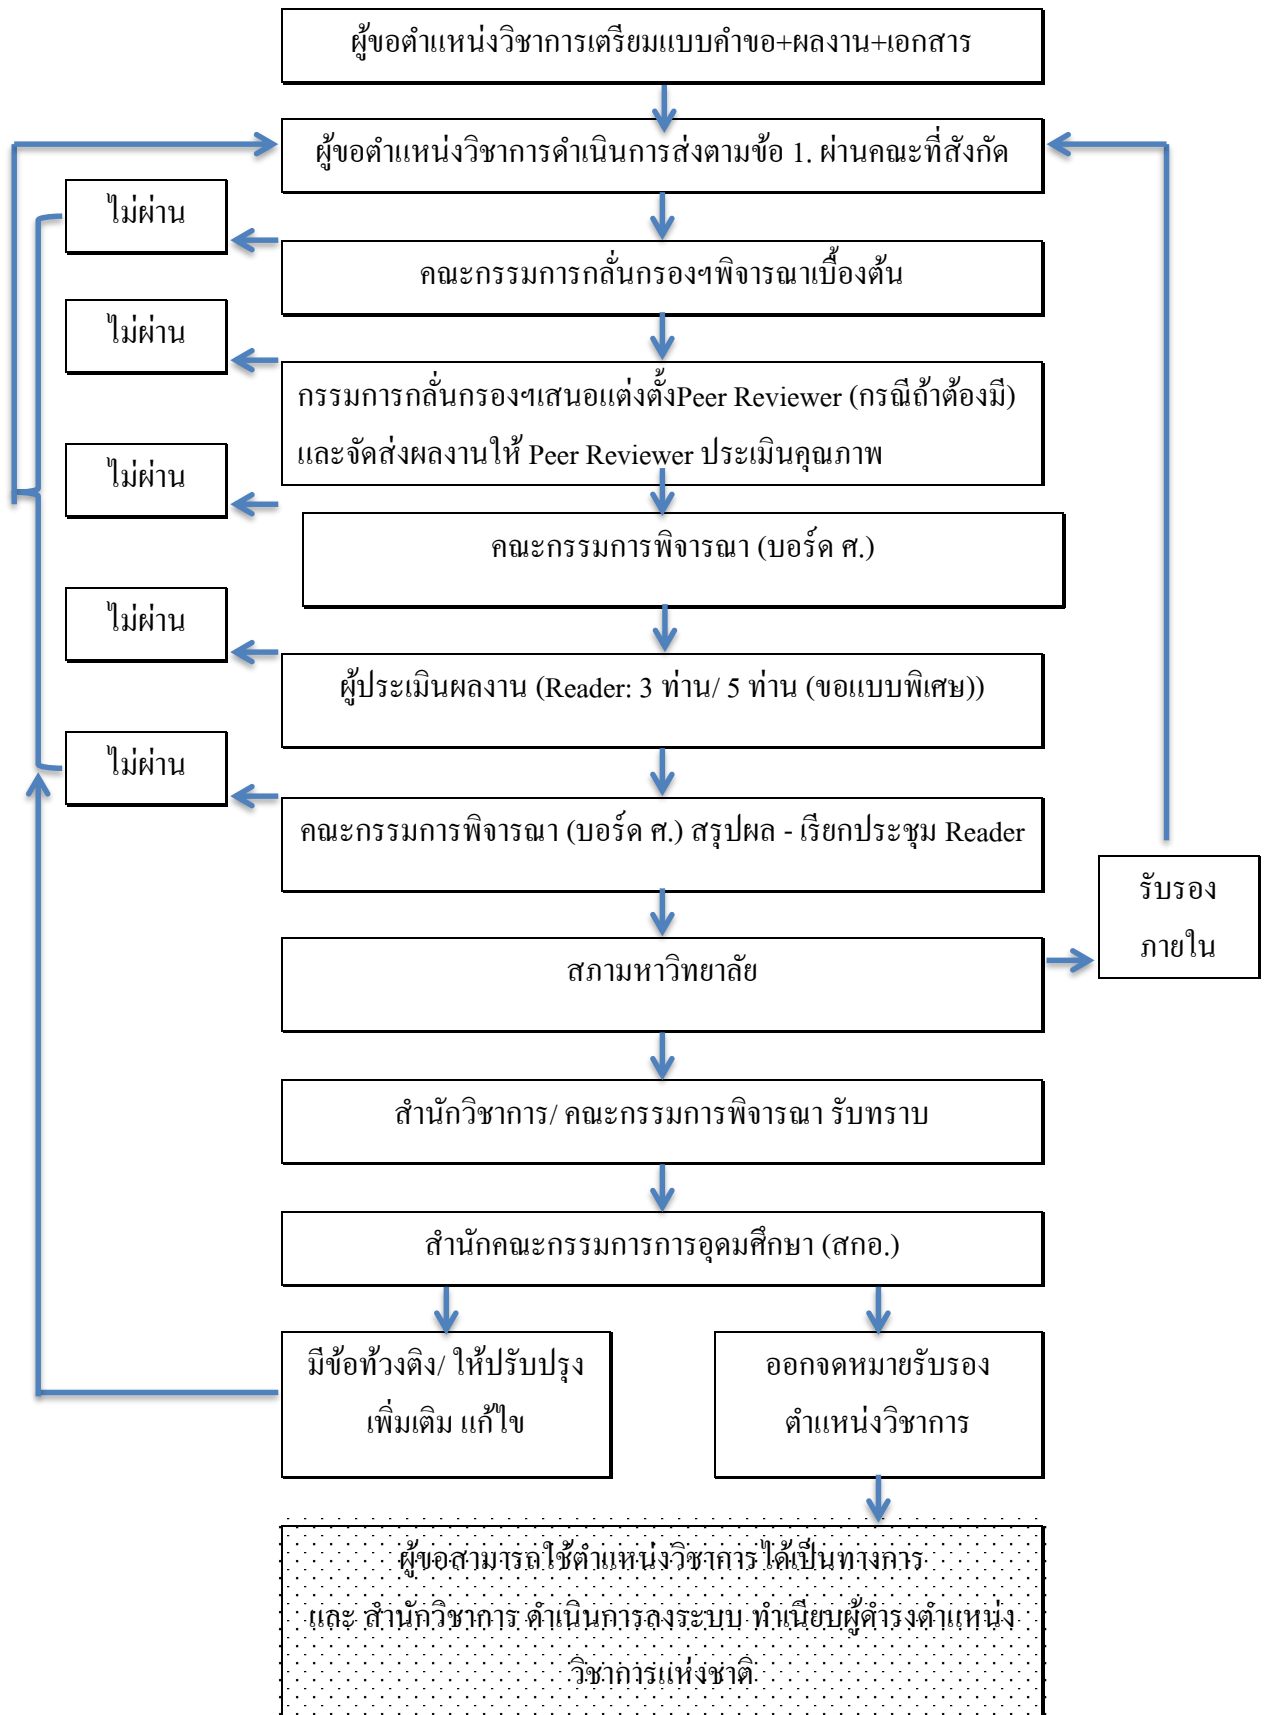 ผู้ขอตำแหน่งวิชาการเตรียมแบบคำขอ+ผลงาน+เอกสาร
ผู้ขอตำแหน่งวิชาการดำเนินการส่งตามข้อ 1. ผ่านคณะที่สังกัด
ไม่ผ่าน
คณะกรรมการกลั่นกรองฯพิจารณาเบื้องต้น
ไม่ผ่าน
กรรมการกลั่นกรองฯเสนอแต่งตั้งPeer Reviewer (กรณีถ้าต้องมี)
และจัดส่งผลงานให้ Peer Reviewer ประเมินคุณภาพ
ไม่ผ่าน
คณะกรรมการพิจารณา (บอร์ด ศ.)
ไม่ผ่าน
ผู้ประเมินผลงาน (Reader: 3 ท่าน/ 5 ท่าน (ขอแบบพิเศษ))
ไม่ผ่าน
คณะกรรมการพิจารณา (บอร์ด ศ.) สรุปผล - เรียกประชุม Reader
รับรอง
ภายใน
สภามหาวิทยาลัย
สำนักวิชาการ/ คณะกรรมการพิจารณา รับทราบ
สำนักคณะกรรมการการอุดมศึกษา (สกอ.)
มีข้อท้วงติง/ ให้ปรับปรุง
เพิ่มเติม แก้ไข
ออกจดหมายรับรอง
ตำแหน่งวิชาการ
ผู้ขอสามารถใช้ตำแหน่งวิชาการได้เป็นทางการ
และ สำนักวิชาการ ดำเนินการลงระบบ ทำเนียบผู้ดำรงตำแหน่ง
วิชาการแห่งชาติ